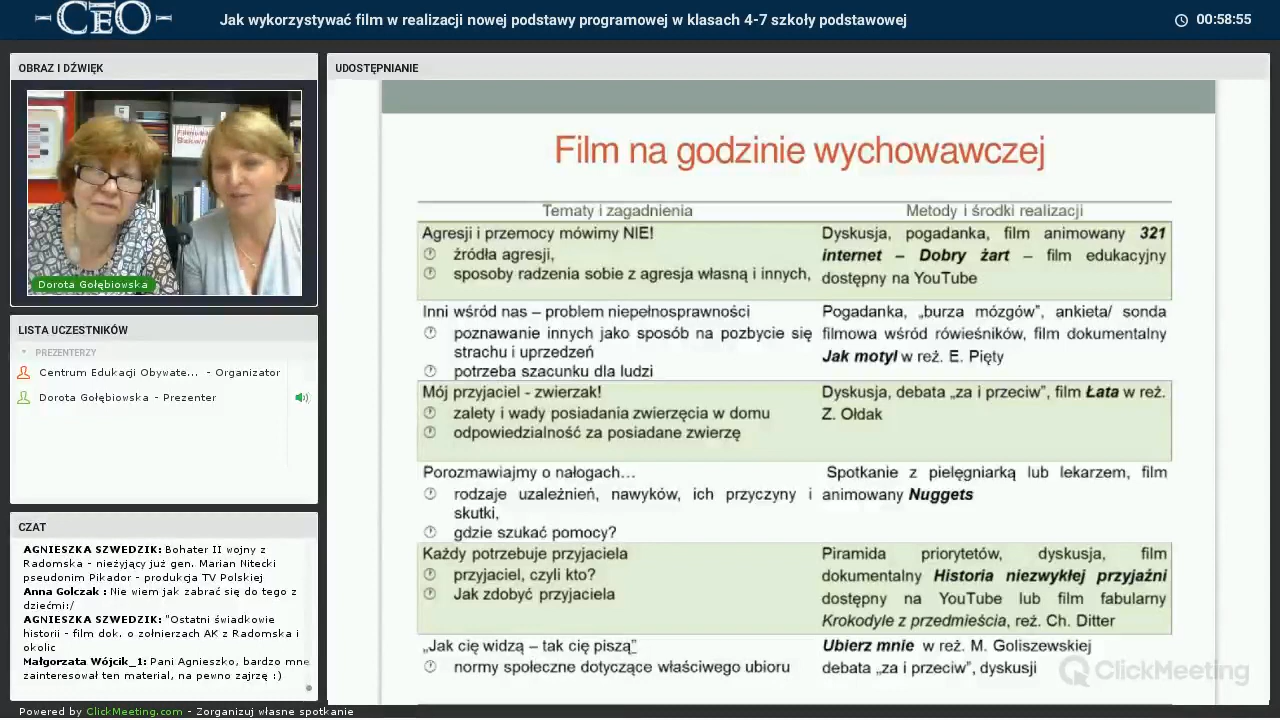 CEO
Jak wykorzystywać film w realizacji nowej podstawy programowej w klasach 4-7 szkoły podstawowej
00:58:55
OBRAZ I DŹWIĘK
Dorota Gołębiowska
LISTA UCZESTNIKÓW
PREZENTERZY
Centrum Edukacji Obywate... - Organizator
Dorota Gołębiowska - Prezenter
CZAT
AGNIESZKA SZWEDZIK: Bohater II wojny z
Radomska - nieżyjący już gen. Marian Nitecki
pseudonim Pikador - produkcja TV Polskiej
Anna Golczak : Nie wiem jak zabrać się do tego z
dziećmi:/
AGNIESZKA SZWEDZIK: "Ostatni świadkowie
historii - film dok. o żołnierzach AK z Radomska i
okolic
Małgorzata Wójcik_1: Pani Agnieszko, bardzo mne
zainteresował ten material, na pewno zajrzę :)
Powered by ClickMeeting.com - Zorganizuj własne spotkanie
UDOSTĘPNIANIE
Film na godzinie wychowawczej
Tematy i zagadnienia
Metody i środki realizacji
Agresji i przemocy mówimy NIE!
źródła agresji,
sposoby radzenia sobie z agresja własną i innych,
Dyskusja, pogadanka, film animowany 321
internet – Dobry żart – film edukacyjny
dostępny na YouTube
Inni wśród nas – problem niepełnosprawności
poznawanie innych jako sposób na pozbycie się
strachu i uprzedzeń
potrzeba szacunku dla ludzi
Pogadanka, „burza mózgów”, ankieta/ sonda
filmowa wśród rówieśników, film dokumentalny
Jak motyl w reż. E. Pięty
Mój przyjaciel - zwierzak!
zalety i wady posiadania zwierzęcia w domu
odpowiedzialność za posiadane zwierzę
Dyskusja, debata „za i przeciw”, film Łata w reż.
Z. Ołdak
Porozmawiajmy o nałogach…
rodzaje uzależnień, nawyków, ich przyczyny i
skutki,
gdzie szukać pomocy?
Spotkanie z pielęgniarką lub lekarzem, film
animowany Nuggets
Każdy potrzebuje przyjaciela
przyjaciel, czyli kto?
Jak zdobyć przyjaciela
Piramida priorytetów, dyskusja, film
dokumentalny Historia niezwykłej przyjaźni
dostępny na YouTube lub film fabularny
Krokodyle z przedmieścia, reż. Ch. Ditter
„Jak cię widzą – tak cię piszą”
normy społeczne dotyczące właściwego ubioru
Ubierz mnie w reż. M. Goliszewskiej
debata „za i przeciw”, dyskusji
ClickMeeting